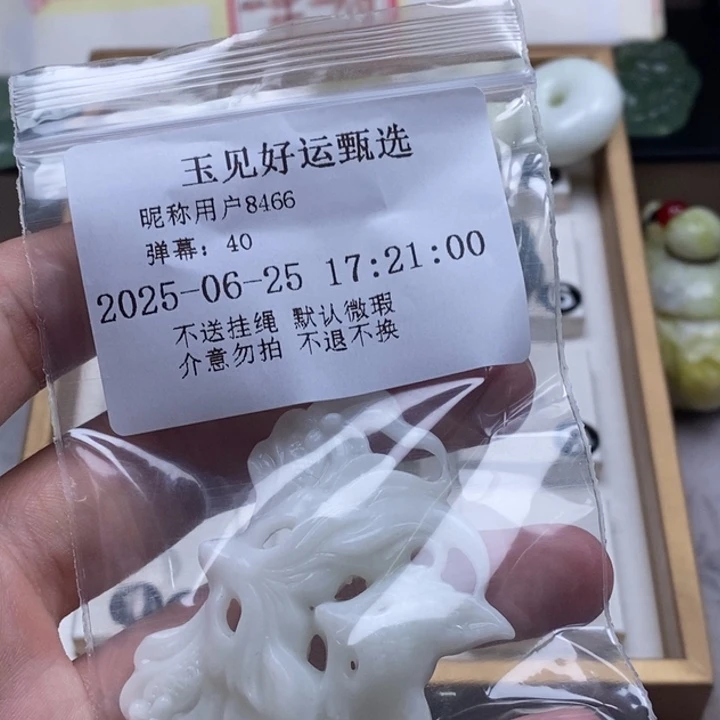 玉见好运甄选
昵称用户8466
弹幕：40
2025-06-25 17:21:00
不送挂绳 默认微瑕
介意勿拍 不退不换